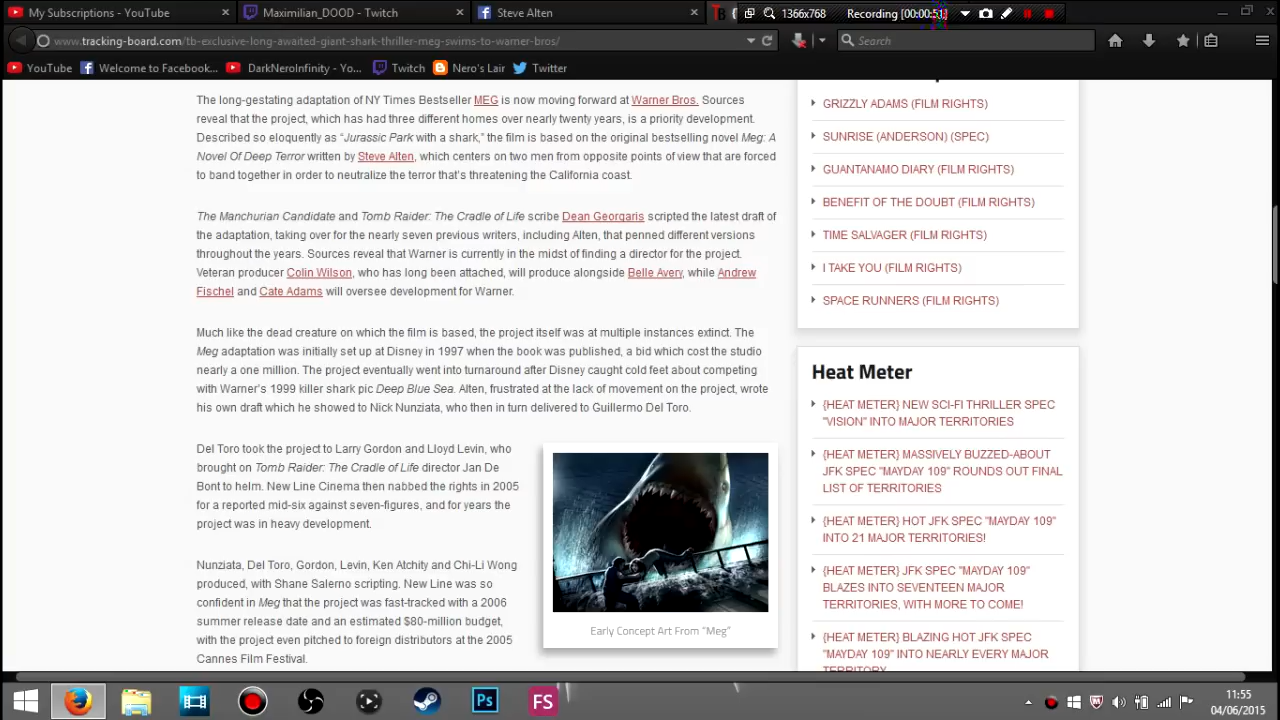 My Subscriptions - YouTube
Maximilian_DOOD - Twitch
Steve Alten
1366x768
Recording [00:00:51]
www.tracking-board.com/tb-exclusive-long-awaited-giant-shark-thriller-meg-swims-to-warner-bros/
Search
YouTube
Welcome to Facebook...
DarkNeroInfinity - Yo...
Twitch
Nero's Lair
Twitter
The long-gestating adaptation of NY Times Bestseller MEG is now moving forward at Warner Bros. Sources
reveal that the project, which has had three different homes over nearly twenty years, is a priority development.
Described so eloquently as “Jurassic Park with a shark,” the film is based on the original bestselling novel Meg: A
Novel Of Deep Terror written by Steve Alten, which centers on two men from opposite points of view that are forced
to band together in order to neutralize the terror that's threatening the California coast.
The Manchurian Candidate and Tomb Raider: The Cradle of Life scribe Dean Georgaris scripted the latest draft of
the adaptation, taking over for the nearly seven previous writers, including Alten, that penned different versions
throughout the years. Sources reveal that Warner is currently in the midst of finding a director for the project.
Veteran producer Colin Wilson, who has long been attached, will produce alongside Belle Avery, while Andrew
Fischel and Cate Adams will oversee development for Warner.
Much like the dead creature on which the film is based, the project itself was at multiple instances extinct. The
Meg adaptation was initially set up at Disney in 1997 when the book was published, a bid which cost the studio
nearly a one million. The project eventually went into turnaround after Disney caught cold feet about competing
with Warner's 1999 killer shark pic Deep Blue Sea. Alten, frustrated at the lack of movement on the project, wrote
his own draft which he showed to Nick Nunziata, who then in turn delivered to Guillermo Del Toro.
Del Toro took the project to Larry Gordon and Lloyd Levin, who
brought on Tomb Raider: The Cradle of Life director Jan De
Bont to helm. New Line Cinema then nabbed the rights in 2005
for a reported mid-six against seven-figures, and for years the
project was in heavy development.
Nunziata, Del Toro, Gordon, Levin, Ken Atchity and Chi-Li Wong
produced, with Shane Salerno scripting. New Line was so
confident in Meg that the project was fast-tracked with a 2006
summer release date and an estimated $80-million budget,
with the project even pitched to foreign distributors at the 2005
Cannes Film Festival.
Early Concept Art From “Meg”
GRIZZLY ADAMS (FILM RIGHTS)
SUNRISE (ANDERSON) (SPEC)
GUANTANAMO DIARY (FILM RIGHTS)
BENEFIT OF THE DOUBT (FILM RIGHTS)
TIME SALVAGER (FILM RIGHTS)
I TAKE YOU (FILM RIGHTS)
SPACE RUNNERS (FILM RIGHTS)
Heat Meter
{HEAT METER} NEW SCI-FI THRILLER SPEC
"VISION" INTO MAJOR TERRITORIES
{HEAT METER} MASSIVELY BUZZED-ABOUT
JFK SPEC "MAYDAY 109" ROUNDS OUT FINAL
LIST OF TERRITORIES
{HEAT METER} HOT JFK SPEC "MAYDAY 109"
INTO 21 MAJOR TERRITORIES!
{HEAT METER} JFK SPEC "MAYDAY 109"
BLAZES INTO SEVENTEEN MAJOR
TERRITORIES, WITH MORE TO COME!
{HEAT METER} BLAZING HOT JFK SPEC
"MAYDAY 109" INTO NEARLY EVERY MAJOR
TERRITORY
Ps
FS
11:55
04/06/2015